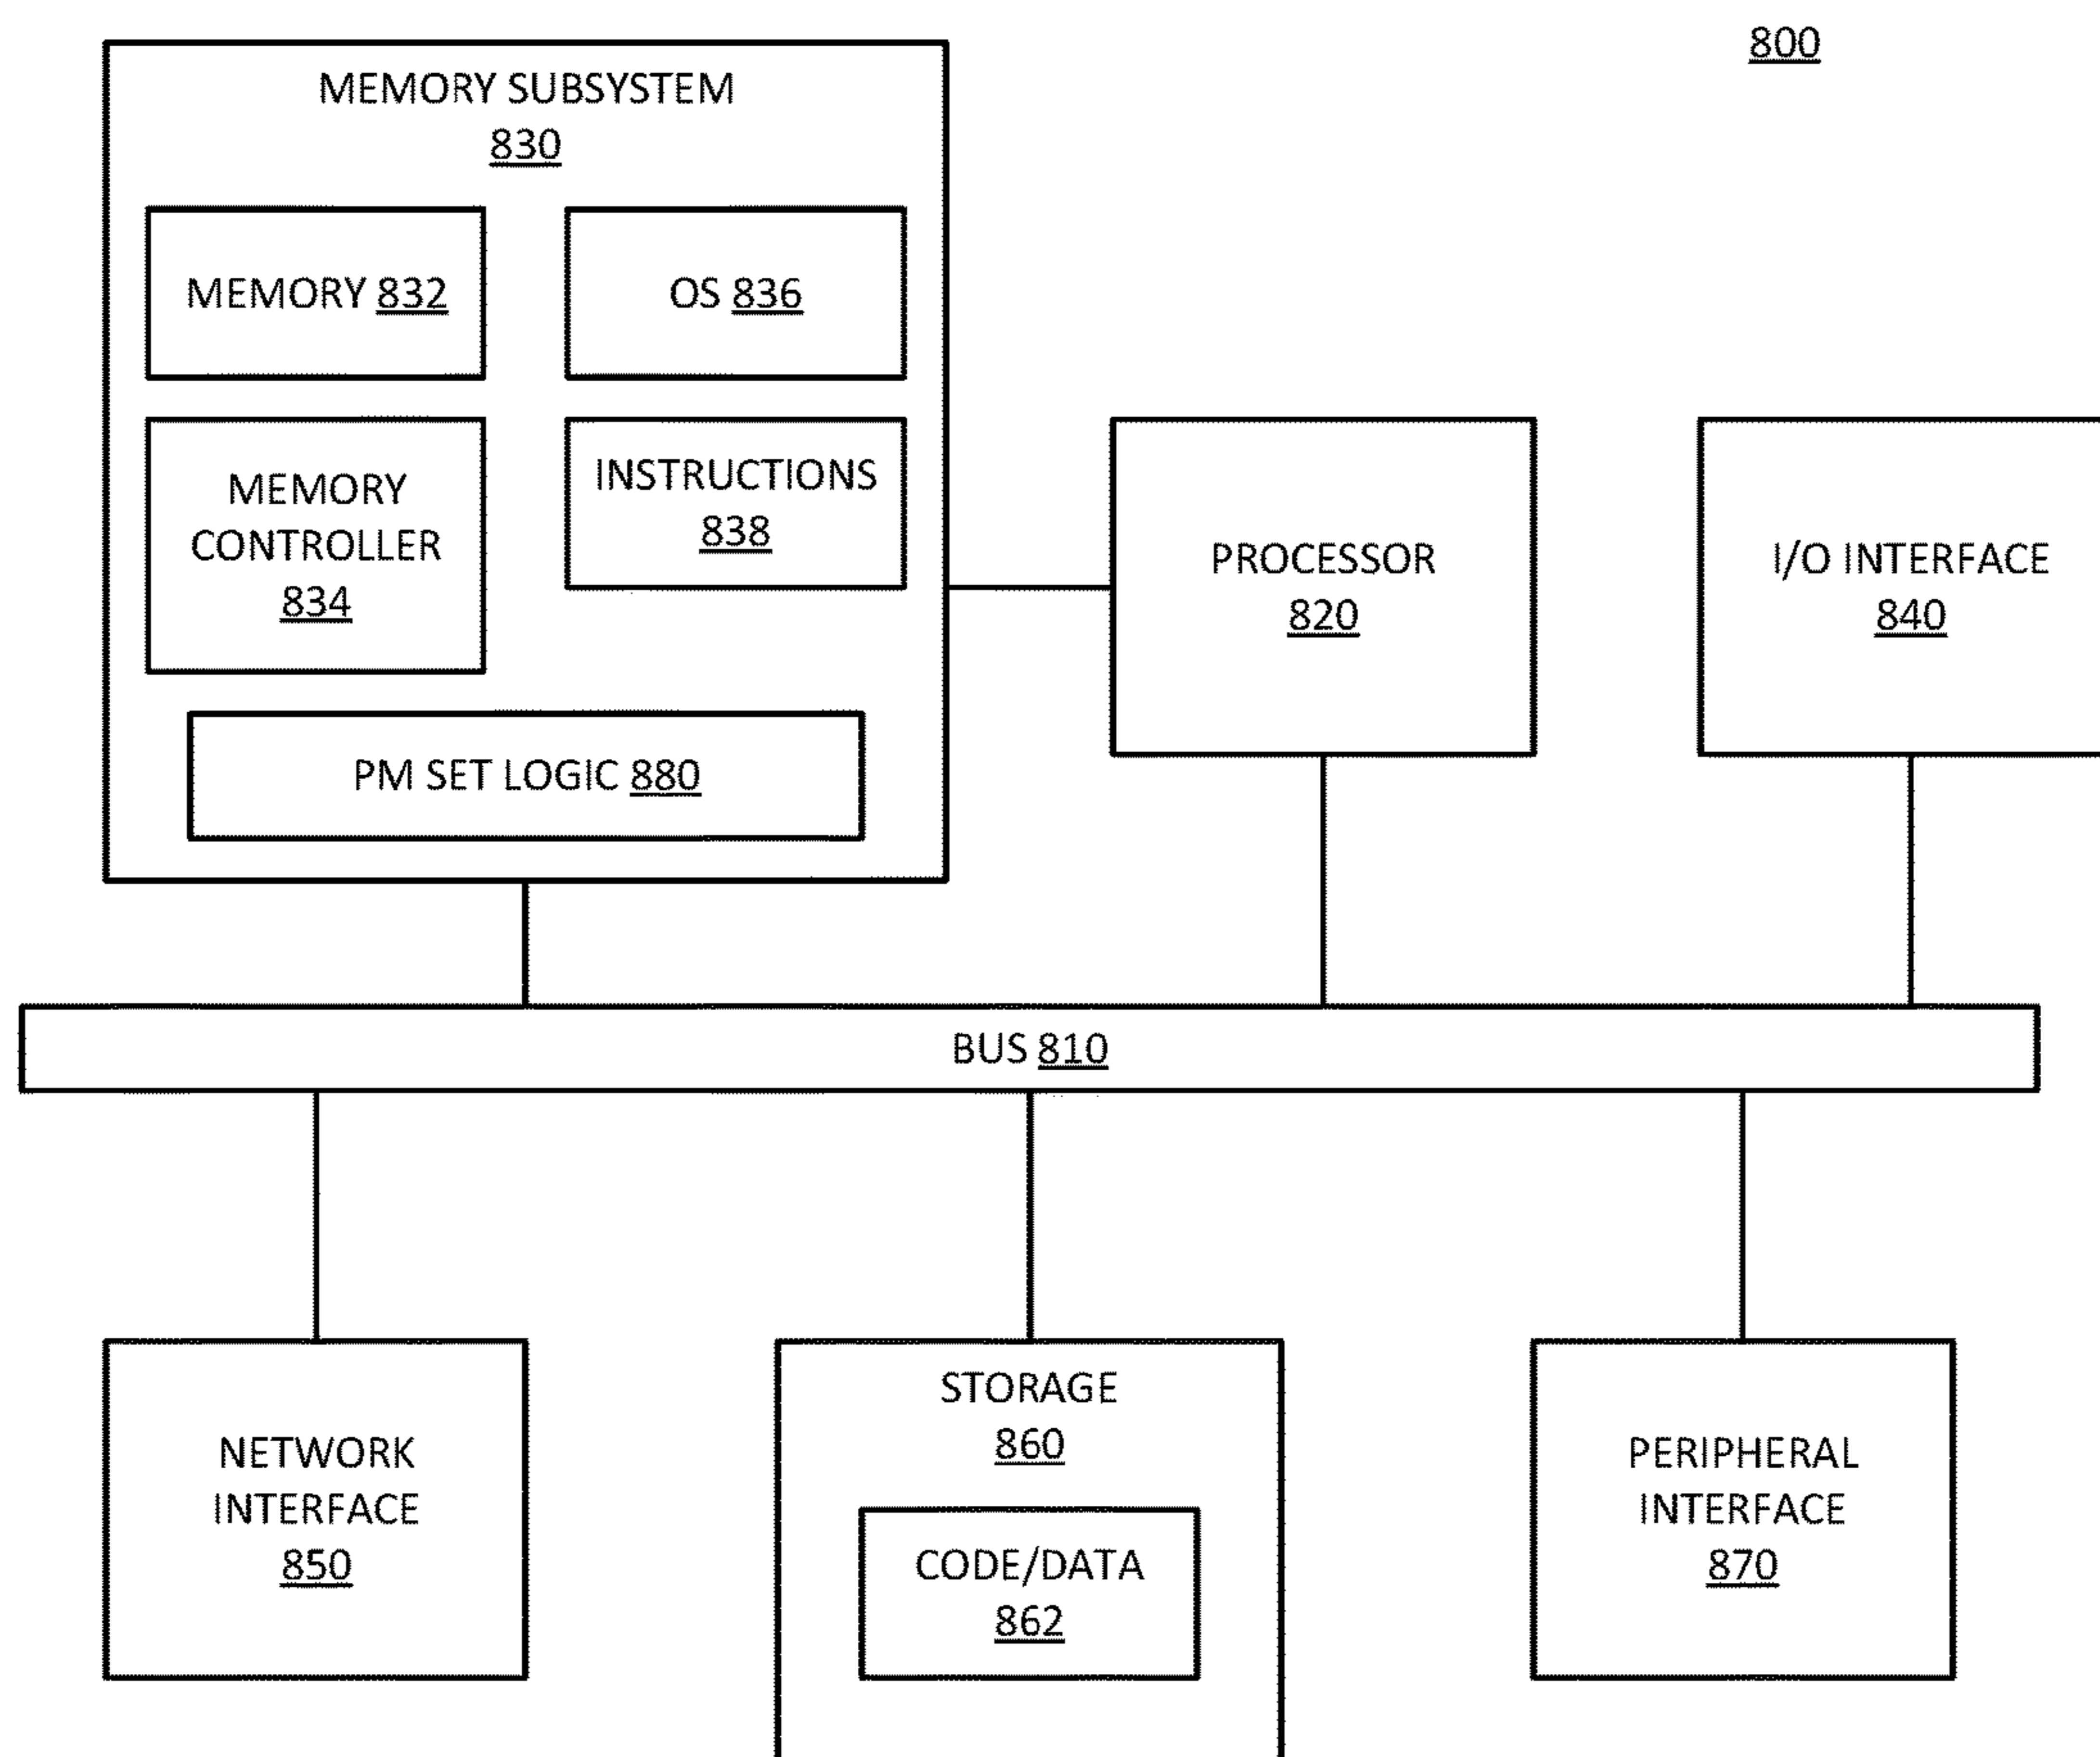 800
MEMORY SUBSYSTEM
830
MEMORY 832
OS 836
MEMORY
CONTROLLER
834
INSTRUCTIONS
838
PM SET LOGIC 880
PROCESSOR
820
I/O INTERFACE
840
BUS 810
NETWORK
INTERFACE
850
STORAGE
860
CODE/DATA
862
PERIPHERAL
INTERFACE
870